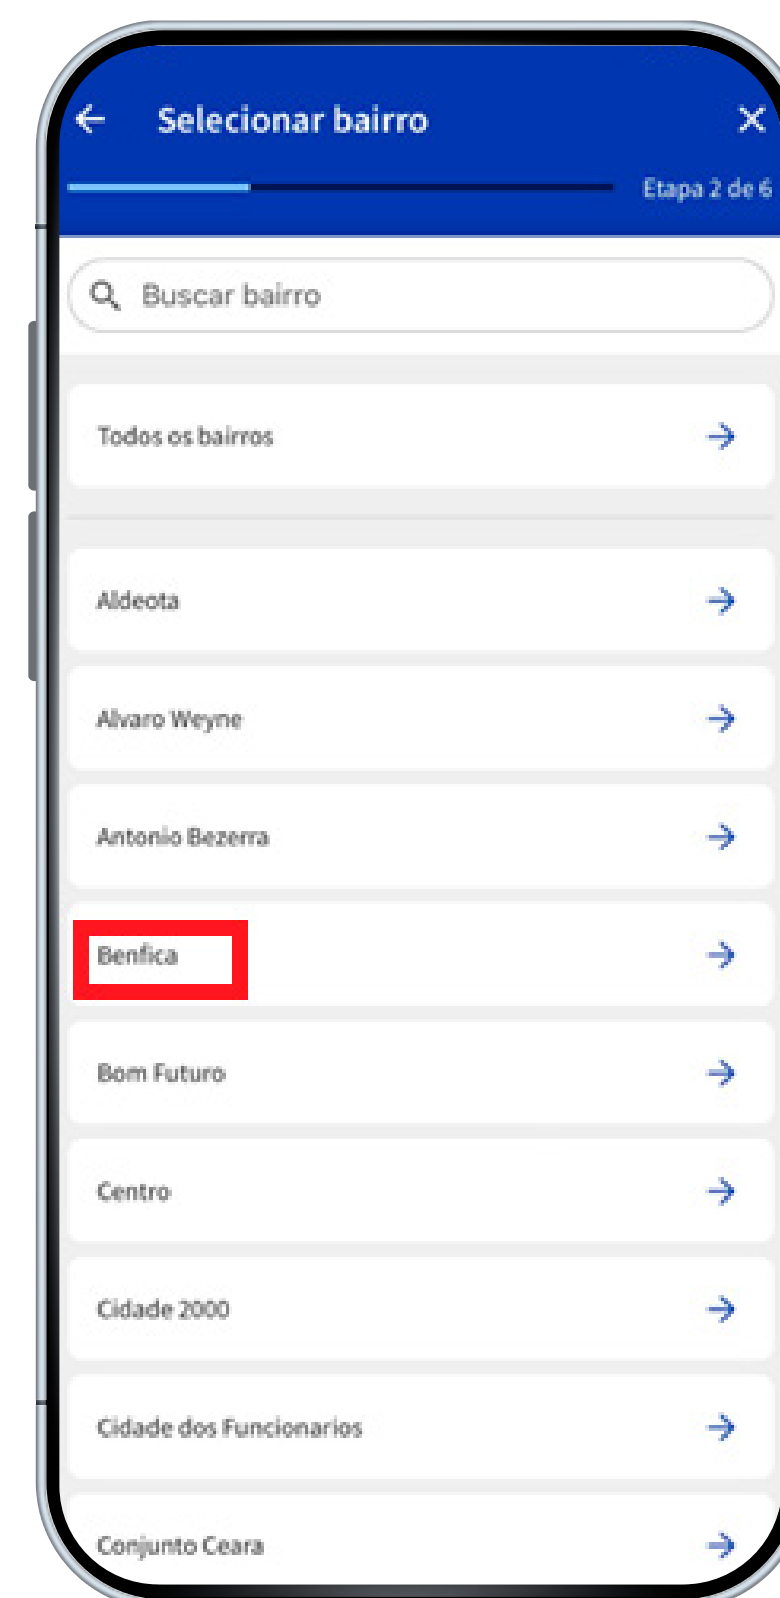 Selecionar bairro
Etapa 2 de 6
Buscar bairro
Todos os bairros
Aldeota
Alvaro Weyne
Antonio Bezerra
Benfica
Bom Futuro
Centro
Cidade 2000
Cidade dos Funcionarios
Conjunto Ceara